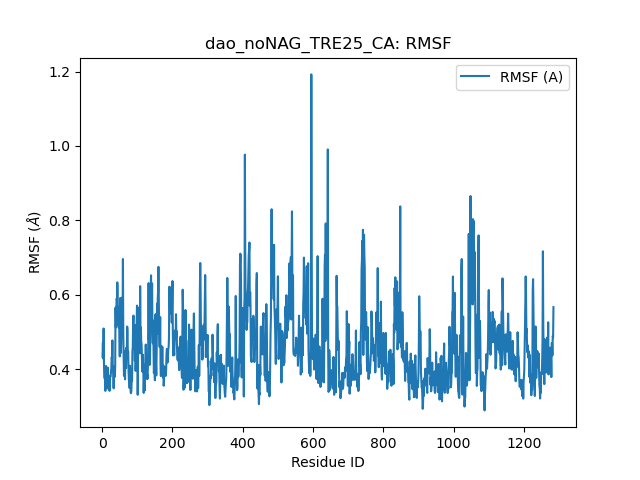 dao_noNAG_TRE25_CA: RMSF
RMSF (A)
1.2
1.0
0.8
0.6
0.4
RMSF (Å)
0 200 400 600 800 1000 1200
Residue ID